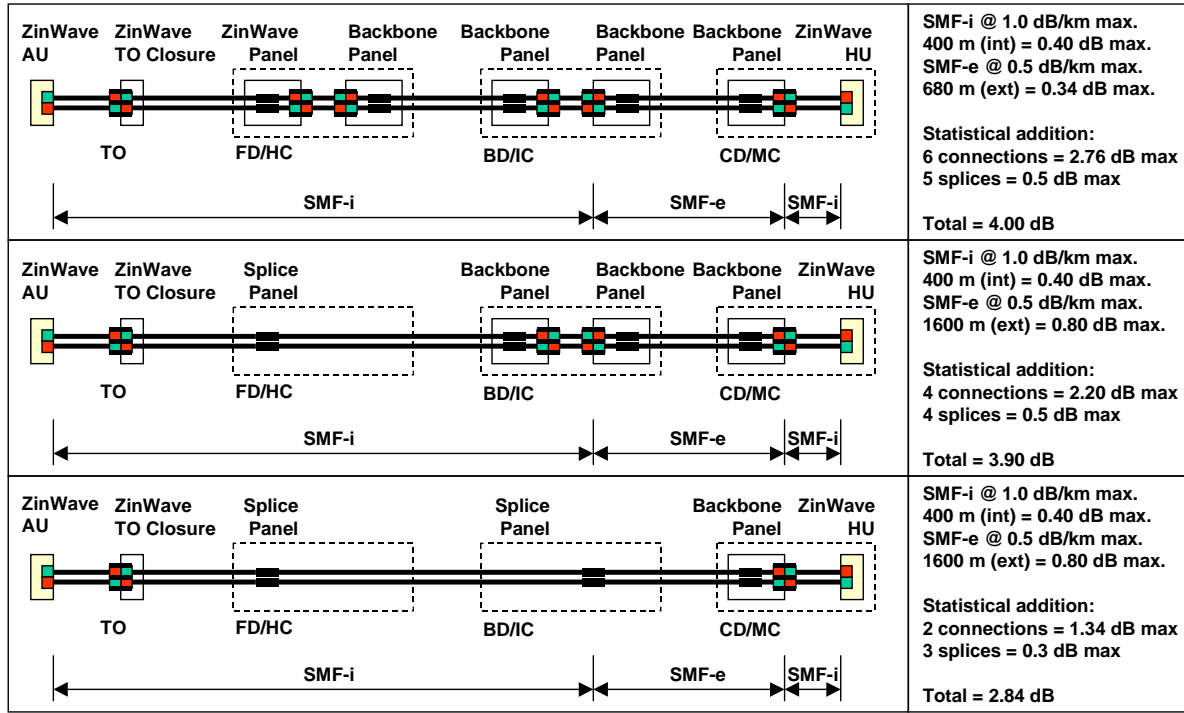 ZinWave ZinWave ZinWave Backbone Backbone Backbone Backbone ZinWave
AU TO Closure Panel Panel Panel Panel Panel HU
TO FD/HC BD/IC CD/MC
SMF-i SMF-e SMF-i
SMF-i @ 1.0 dB/km max.
400 m (int) = 0.40 dB max.
SMF-e @ 0.5 dB/km max.
680 m (ext) = 0.34 dB max.
Statistical addition:
6 connections = 2.76 dB max
5 splices = 0.5 dB max
Total = 4.00 dB
ZinWave ZinWave Splice Backbone Backbone Backbone ZinWave
AU TO Closure Panel Panel Panel Panel HU
TO FD/HC BD/IC CD/MC
SMF-i SMF-e SMF-i
SMF-i @ 1.0 dB/km max.
400 m (int) = 0.40 dB max.
SMF-e @ 0.5 dB/km max.
1600 m (ext) = 0.80 dB max.
Statistical addition:
4 connections = 2.20 dB max
4 splices = 0.5 dB max
Total = 3.90 dB
ZinWave ZinWave Splice Splice Backbone ZinWave
AU TO Closure Panel Panel Panel HU
TO FD/HC BD/IC CD/MC
SMF-i SMF-e SMF-i
SMF-i @ 1.0 dB/km max.
400 m (int) = 0.40 dB max.
SMF-e @ 0.5 dB/km max.
1600 m (ext) = 0.80 dB max.
Statistical addition:
2 connections = 1.34 dB max
3 splices = 0.3 dB max
Total = 2.84 dB